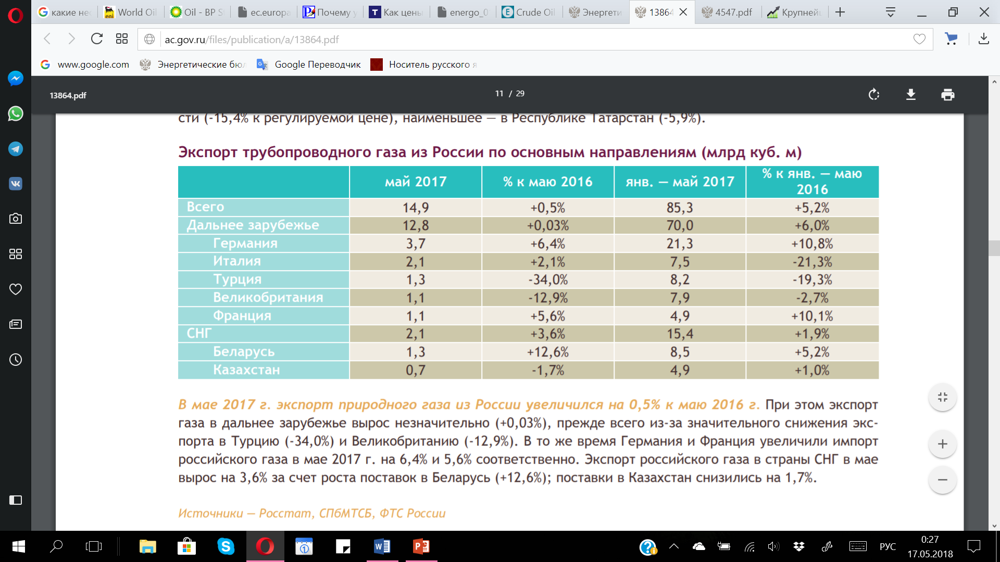 какие нес
World Oil
Oil - BP S
ec.europa
Почему у
Как цены
energo_0
Crude Oil
Энергети
13864
4547.pdf
Крупней
ac.gov.ru/files/publication/a/13864.pdf
www.google.com
Энергетические бюл
Google Переводчик
Носитель русского я
13864.pdf
11 / 29
сти (-15,4% к регулируемой цене), наименьшее — в Республике Татарстан (-5,9%).
Экспорт трубопроводного газа из России по основным направлениям (млрд куб. м)
май 2017 % к маю 2016 янв. — май 2017 % к янв. — маю
2016
Всего 14,9 +0,5% 85,3 +5,2%
Дальнее зарубежье 12,8 +0,03% 70,0 +6,0%
Германия 3,7 +6,4% 21,3 +10,8%
Италия 2,1 +2,1% 7,5 -21,3%
Турция 1,3 -34,0% 8,2 -19,3%
Великобритания 1,1 -12,9% 7,9 -2,7%
Франция 1,1 +5,6% 4,9 +10,1%
СНГ 2,1 +3,6% 15,4 +1,9%
Беларусь 1,3 +12,6% 8,5 +5,2%
Казахстан 0,7 -1,7% 4,9 +1,0%
В мае 2017 г. экспорт природного газа из России увеличился на 0,5% к маю 2016 г. При этом экспорт
газа в дальнее зарубежье вырос незначительно (+0,03%), прежде всего из-за значительного снижения экс-
порта в Турцию (-34,0%) и Великобританию (-12,9%). В то же время Германия и Франция увеличили импорт
российского газа в мае 2017 г. на 6,4% и 5,6% соответственно. Экспорт российского газа в страны СНГ в мае
вырос на 3,6% за счет роста поставок в Беларусь (+12,6%); поставки в Казахстан снизились на 1,7%.
Источники — Росстат, СПбМТСБ, ФТС России
РУС
0:27
17.05.2018